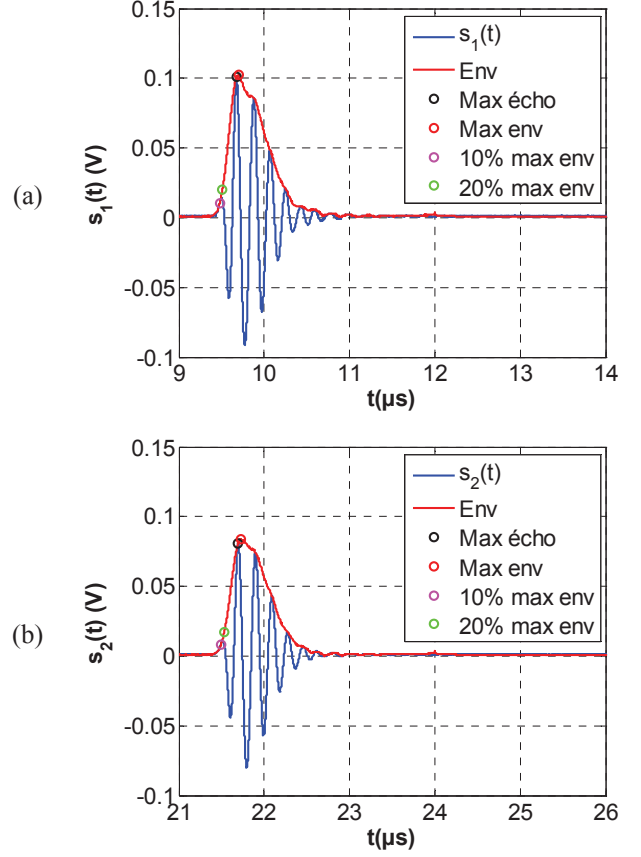 (a)
s1(t) (V)
0.15
0.1
0.05
0
-0.05
-0.1
9 10 11 12 13 14
t(µs)
s1(t)
Env
Max écho
Max env
10% max env
20% max env
(b)
s2(t) (V)
0.15
0.1
0.05
0
-0.05
-0.1
21 22 23 24 25 26
t(µs)
s2(t)
Env
Max écho
Max env
10% max env
20% max env